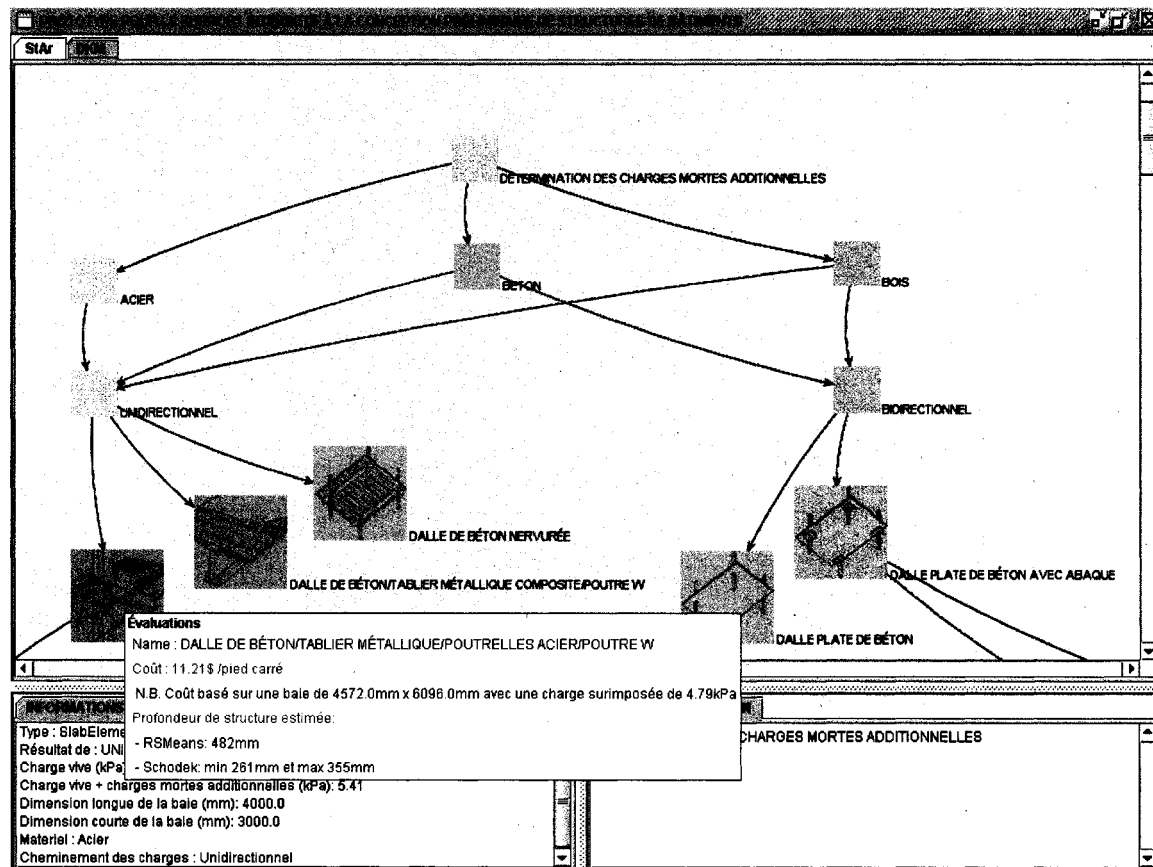 StAr
DÉTERMINATION DES CHARGES MORTES ADDITIONNELLES
ACIER
BÉTON
BOIS
UNIDIRECTIONNEL
BIDIRECTIONNEL
DALLE DE BÉTON NERVURÉE
DALLE DE BÉTON/TABLIER MÉTALLIQUE COMPOSITE/POUTRE W
DALLE PLATE DE BÉTON AVEC ABAQUE
DALLE PLATE DE BÉTON
Évaluations
Name : DALLE DE BÉTON/TABLIER MÉTALLIQUE/POUTRELLES ACIER/POUTRE W
Coût : 11.21$ /pied carré
N.B. Coût basé sur une baie de 4572.0mm x 6096.0mm avec une charge surimposée de 4.79kPa
Profondeur de structure estimée:
- RSMeans: 482mm
- Schodek: min 261mm et max 355mm
INFORMATIONS
Type : SlabEleme
Résultat de : UNI
Charge vive (kPa)
Charge vive + charges mortes additionnelles (kPa): 5.41
Dimension longue de la baie (mm): 4000.0
Dimension courte de la baie (mm): 3000.0
Materiel : Acier
Cheminement des charges : Unidirectionnel
CHARGES MORTES ADDITIONNELLES